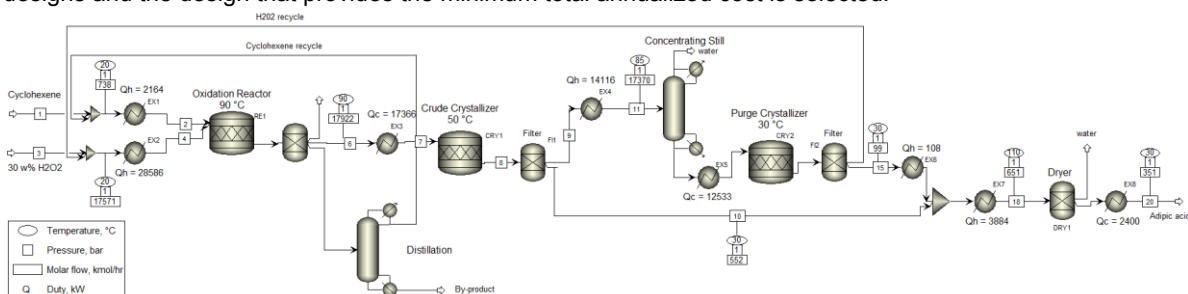 designs and the design that provides the minimum total annualized cost is selected.
H202 recycle
Cyclohexene recycle
Concentrating Still
water
Cyclohexene
1
20
1
738
Qh = 2164
EX1
2
4
Oxidation Reactor
90 °C
RE1
3
30 w% H2O2
EX2
Qh = 28586
20
1
17571
90
1
17922
6
Qc = 17366
EX3
7
Crude Crystallizer
50 °C
CRY1
8
Filter
FI1
9
Qh = 14116
EX4
85
1
17370
11
EX5
Qc = 12533
Purge Crystallizer
30 °C
CRY2
Filter
FI2
30
1
99
15
Qh = 108
EX6
10
30
1
552
EX7
Qh = 3884
110
1
651
18
water
Dryer
DRY1
EX8
Qc = 2400
30
1
351
20
Adipic acid
Distillation
By-product
Temperature, °C
Pressure, bar
Molar flow, kmol/hr
Q Duty, kW